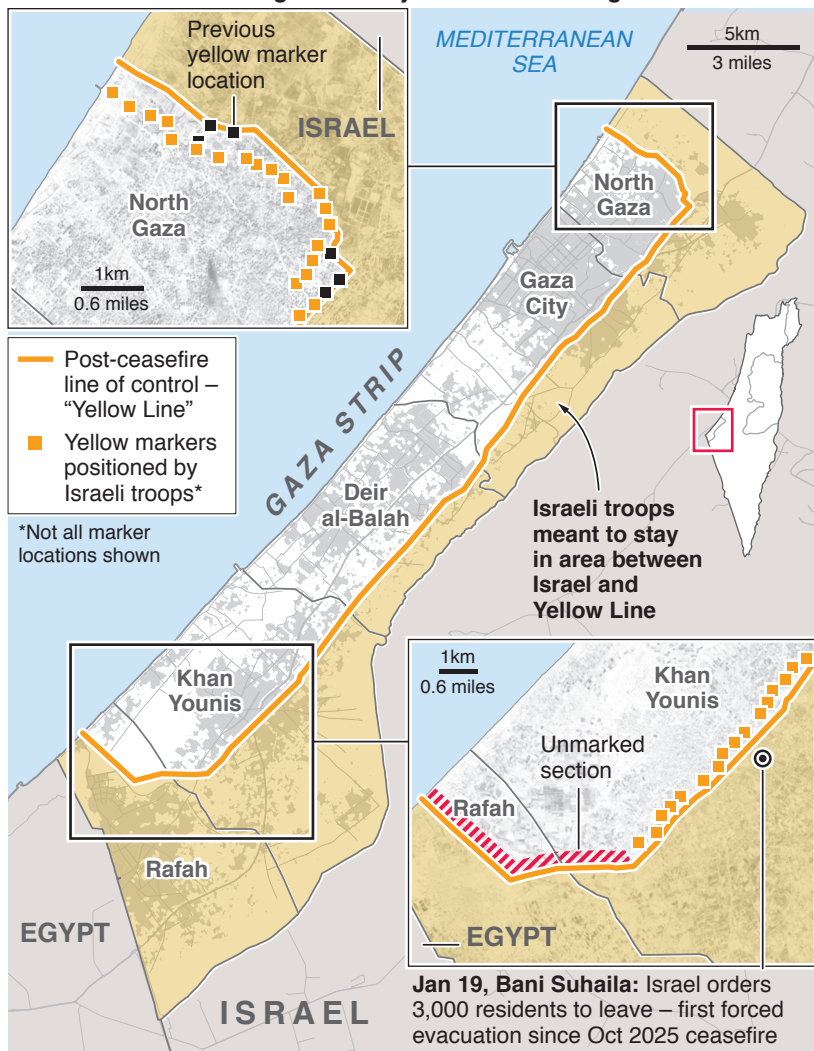 Previous
yellow marker
location
ISRAEL
North
Gaza
1km
0.6 miles
MEDITERRANEAN
SEA
5km
3 miles
North
Gaza
Gaza
City
Post-ceasefire
line of control –
“Yellow Line”
Yellow markers
positioned by
Israeli troops*
*Not all marker
locations shown
GAZA STRIP
Deir
al-Balah
Israeli troops
meant to stay
in area between
Israel and
Yellow Line
Khan
Younis
Rafah
EGYPT
ISRAEL
1km
0.6 miles
Khan
Younis
Unmarked
section
Rafah
EGYPT
Jan 19, Bani Suhaila: Israel orders
3,000 residents to leave – first forced
evacuation since Oct 2025 ceasefire